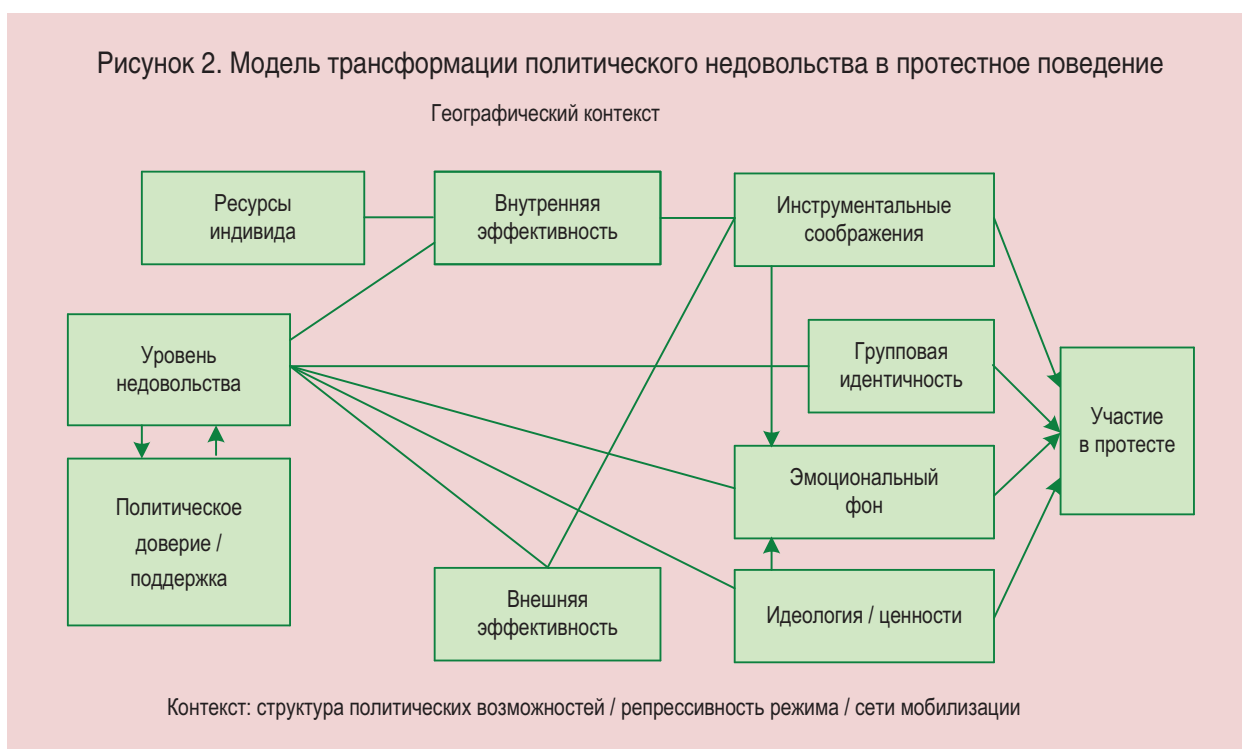 Рисунок 2. Модель трансформации политического недовольства в протестное поведение
Географический контекст
Ресурсы
индивида
Внутренняя
эффективность
Инструментальные
соображения
Уровень
недовольства
Групповая
идентичность
Участие
в протесте
Политическое
доверие /
поддержка
Эмоциональный
фон
Внешняя
эффективность
Идеология / ценности
Контекст: структура политических возможностей / репрессивность режима / сети мобилизации